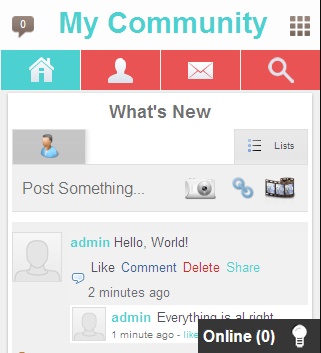 0
My Community
What's New
Lists
Post Something...
admin Hello, World!
Like Comment Delete Share
2 minutes ago
admin Everything is al right
1 minute ago - like
Online (0)